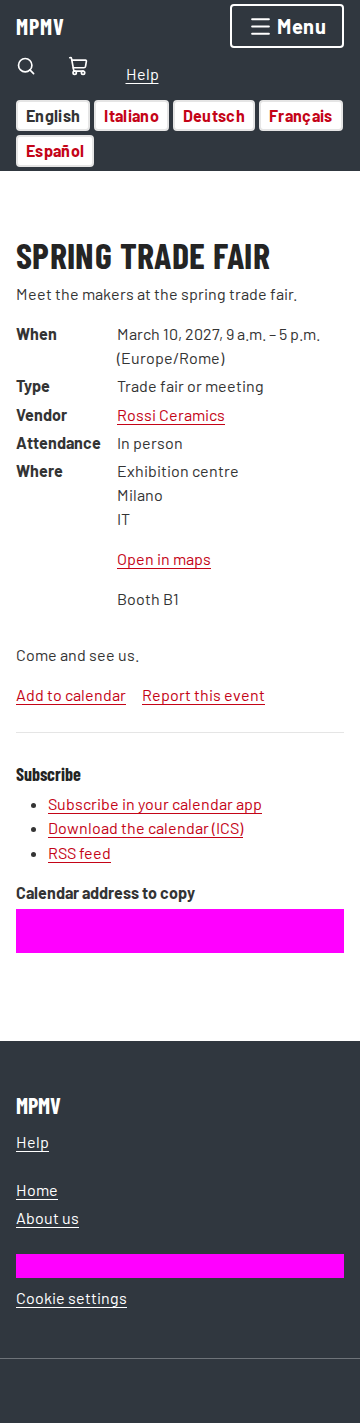 MPMV
Menu
Help
English Italiano Deutsch Français
Español
SPRING TRADE FAIR
Meet the makers at the spring trade fair.
When March 10, 2027, 9 a.m. – 5 p.m.
(Europe/Rome)
Type Trade fair or meeting
Vendor Rossi Ceramics
Attendance In person
Where Exhibition centre
Milano
IT
Open in maps
Booth B1
Come and see us.
Add to calendar Report this event
Subscribe
Subscribe in your calendar app
Download the calendar (ICS)
RSS feed
Calendar address to copy
MPMV
Help
Home
About us
Cookie settings